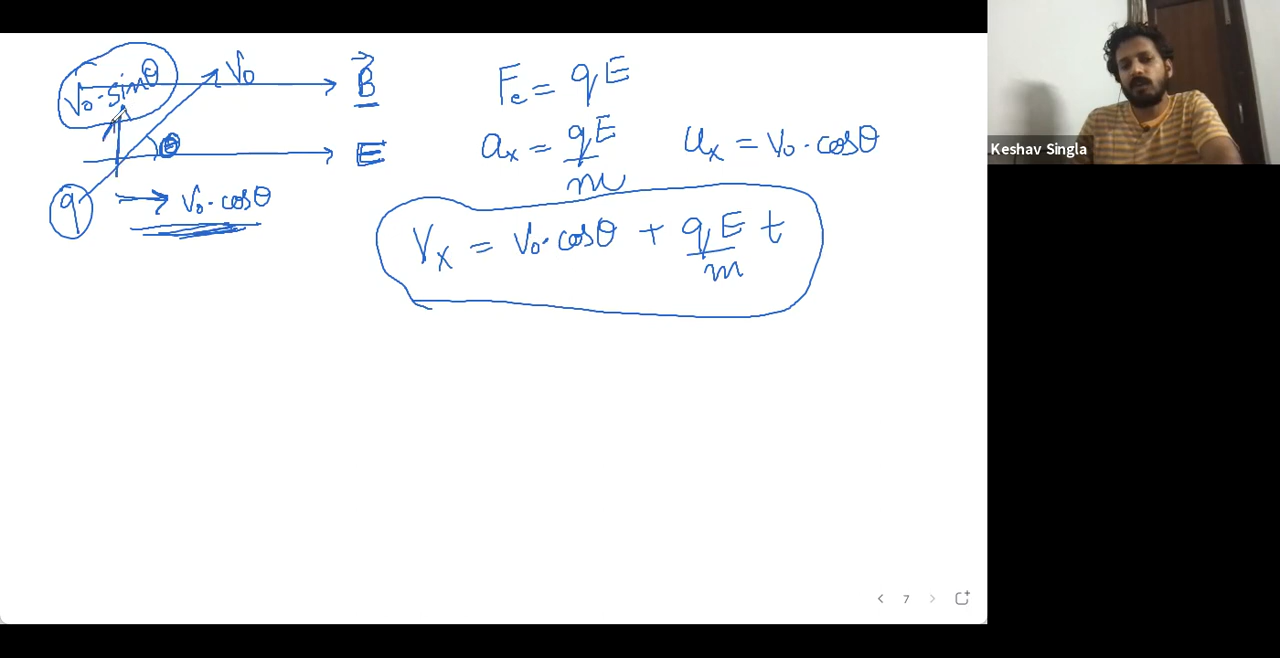 V₀·sinθ
V₀
B⃗
θ
E
q
V₀·cosθ
Fₑ = qE
aₓ = qE/m
uₓ = V₀·cosθ
Vₓ = V₀·cosθ + qE/m t
Keshav Singla
7